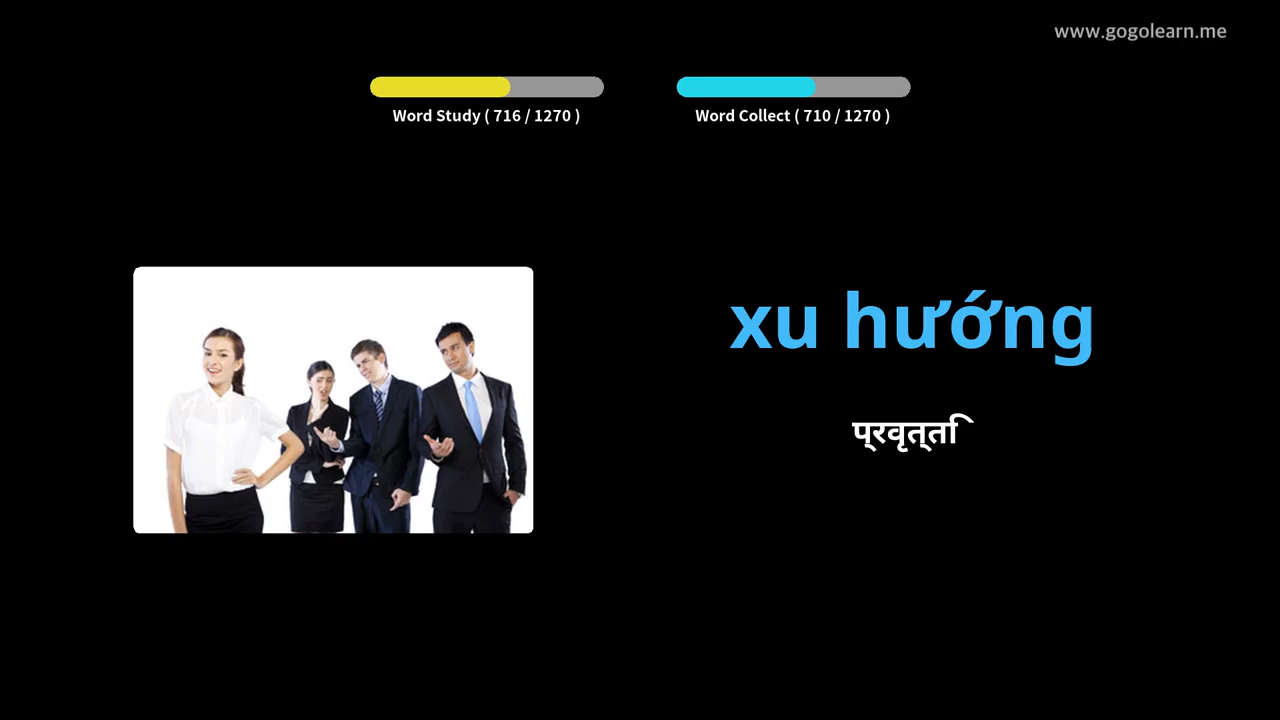 www.gogolearn.me
Word Study ( 716 / 1270 )
Word Collect ( 710 / 1270 )
xu hướng
प्रवृत्ति